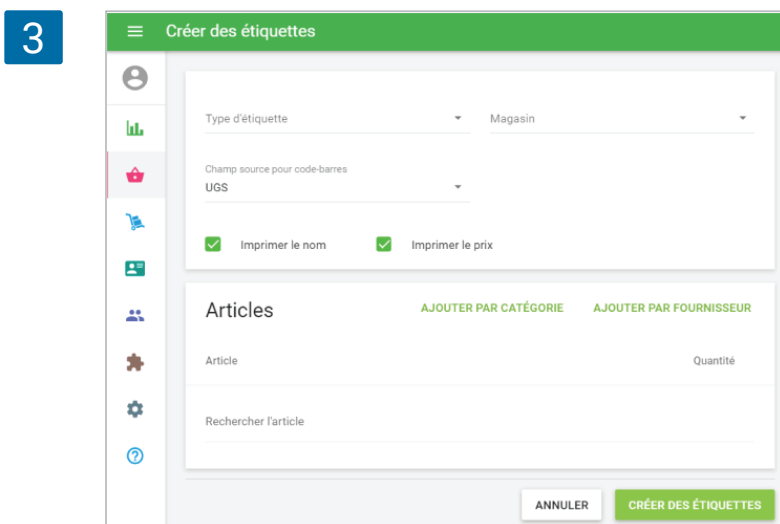 3
Créer des étiquettes
Type d'étiquette
Magasin
Champ source pour code-barres
UGS
Imprimer le nom
Imprimer le prix
Articles
AJOUTER PAR CATÉGORIE
AJOUTER PAR FOURNISSEUR
Article
Quantité
Rechercher l'article
ANNULER
CRÉER DES ÉTIQUETTES